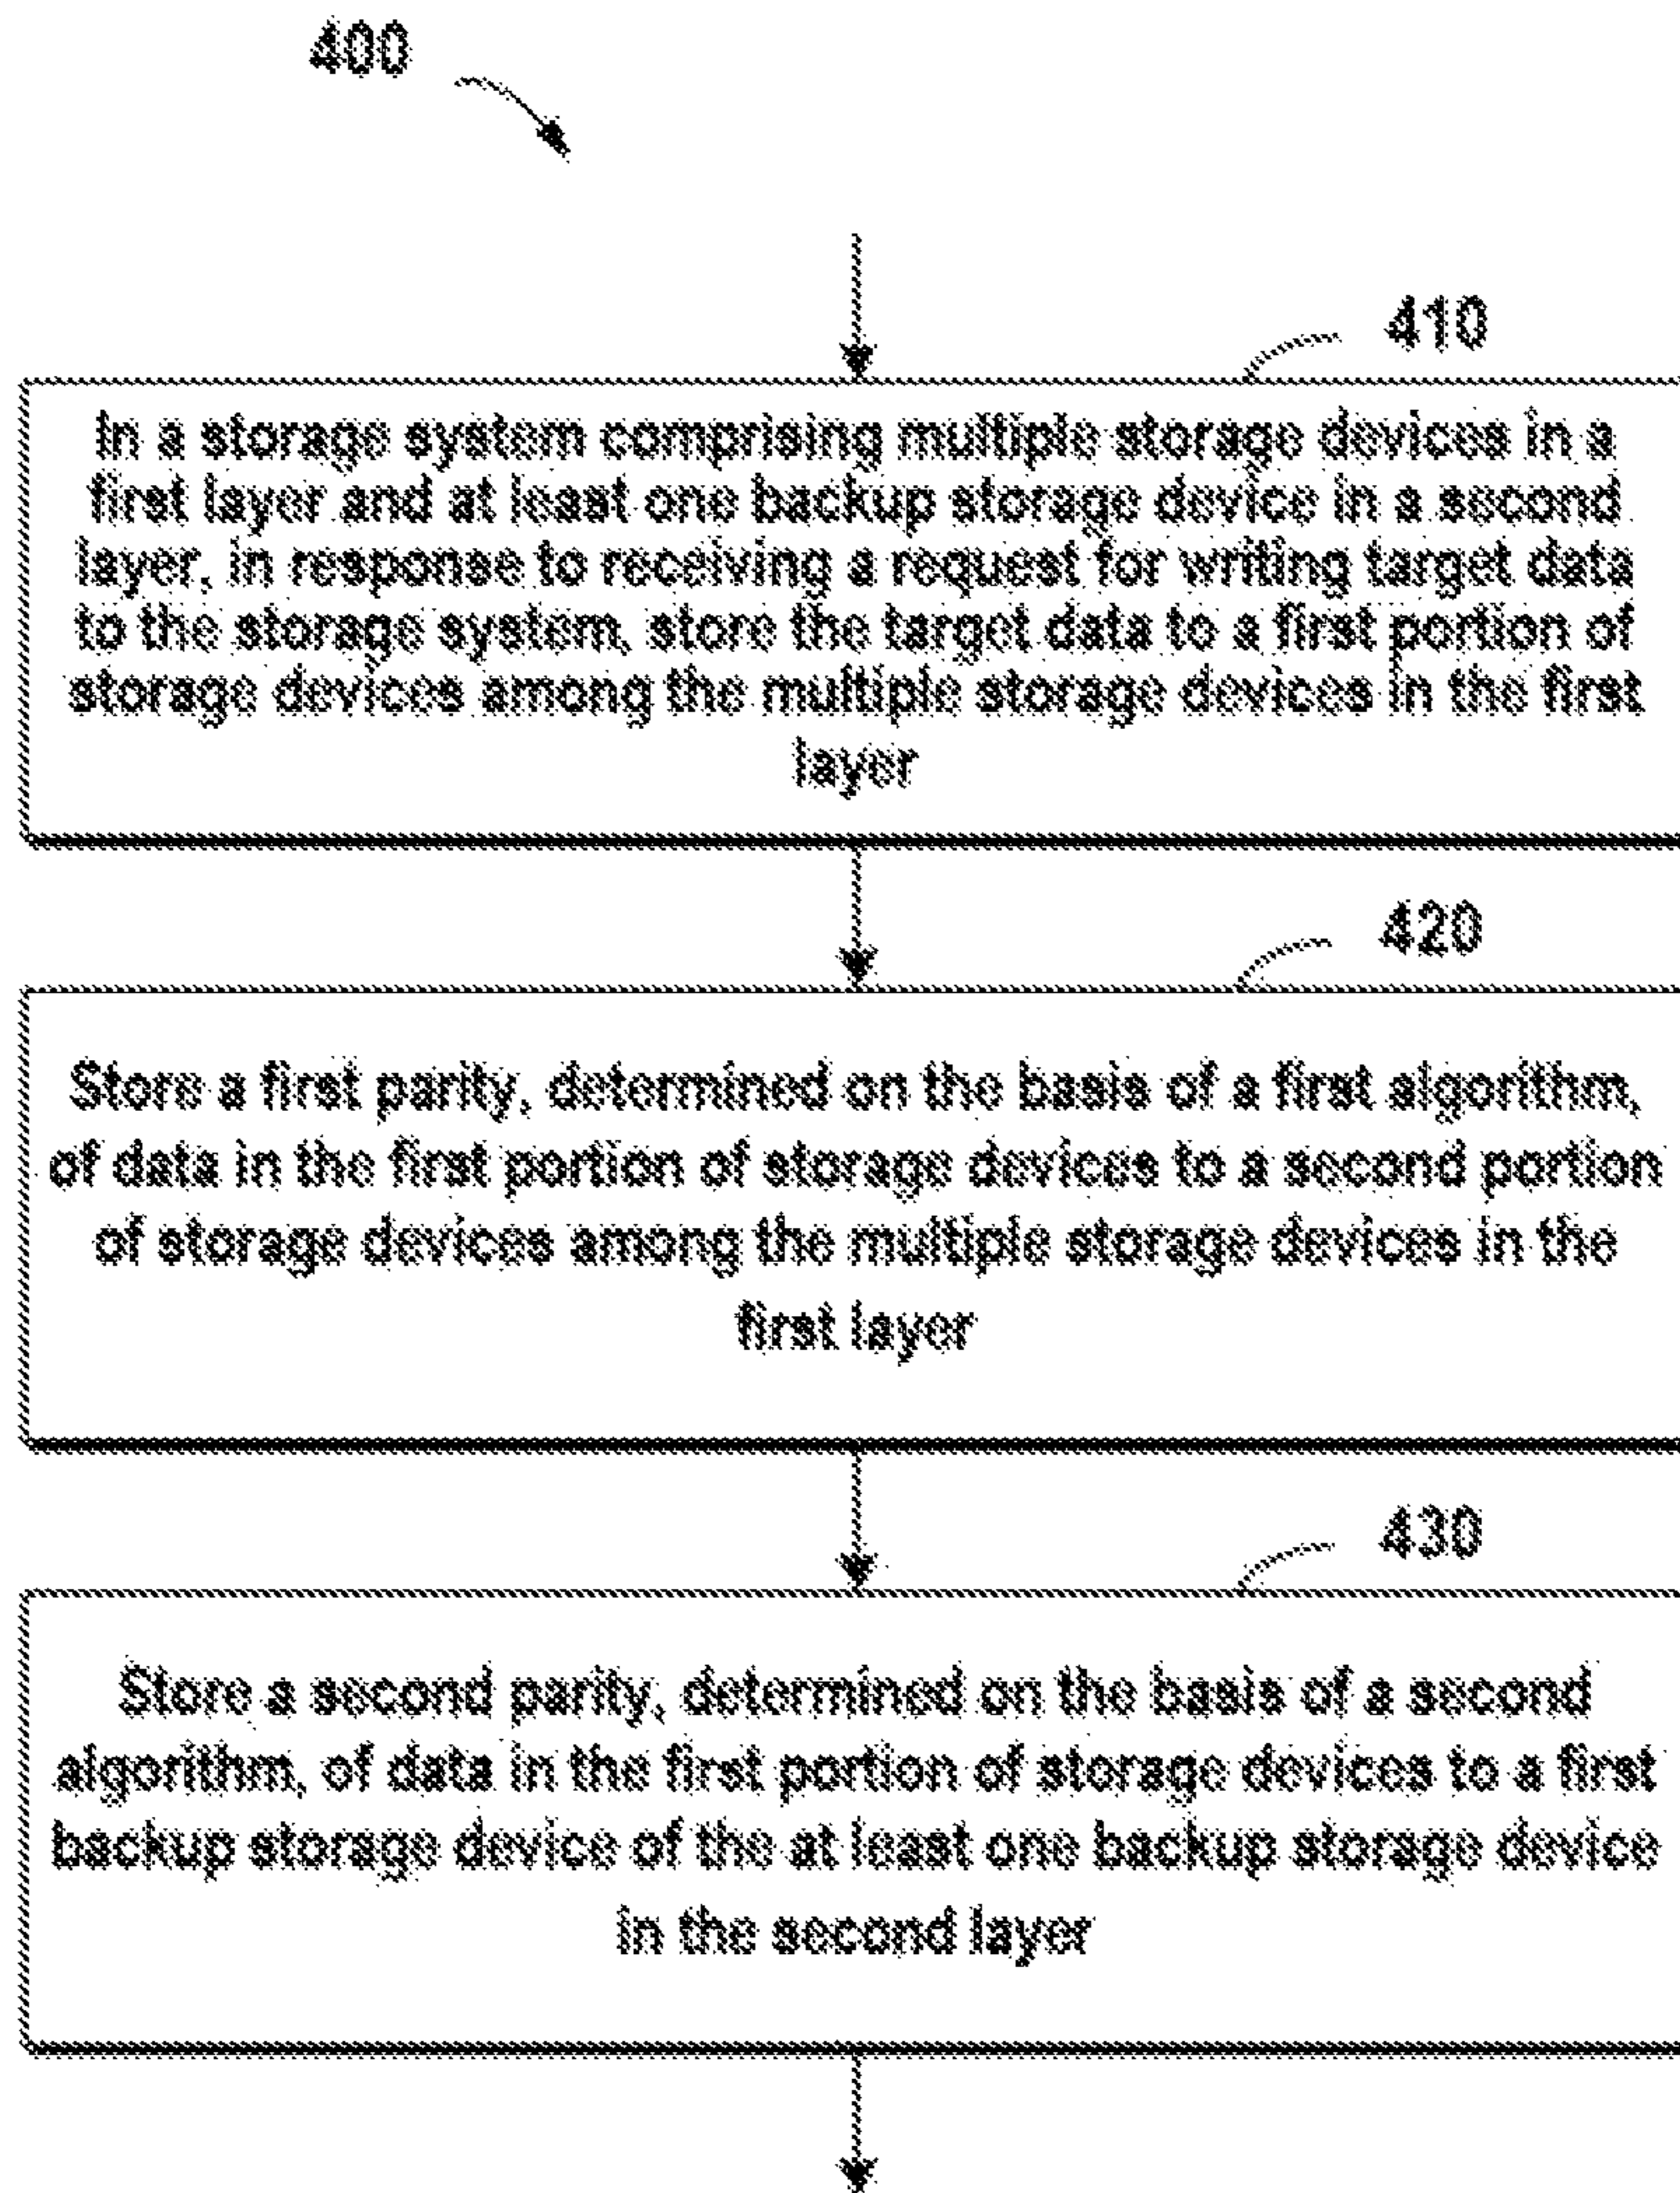 400
410
In a storage system comprising multiple storage devices in a
first layer and at least one backup storage device in a second
layer, in response to receiving a request for writing target data
to the storage system, store the target data to a first portion of
storage devices among the multiple storage devices in the first
layer
420
Store a first parity, determined on the basis of a first algorithm,
of data in the first portion of storage devices to a second portion
of storage devices among the multiple storage devices in the
first layer
430
Store a second parity, determined on the basis of a second
algorithm, of data in the first portion of storage devices to a first
backup storage device of the at least one backup storage device
in the second layer